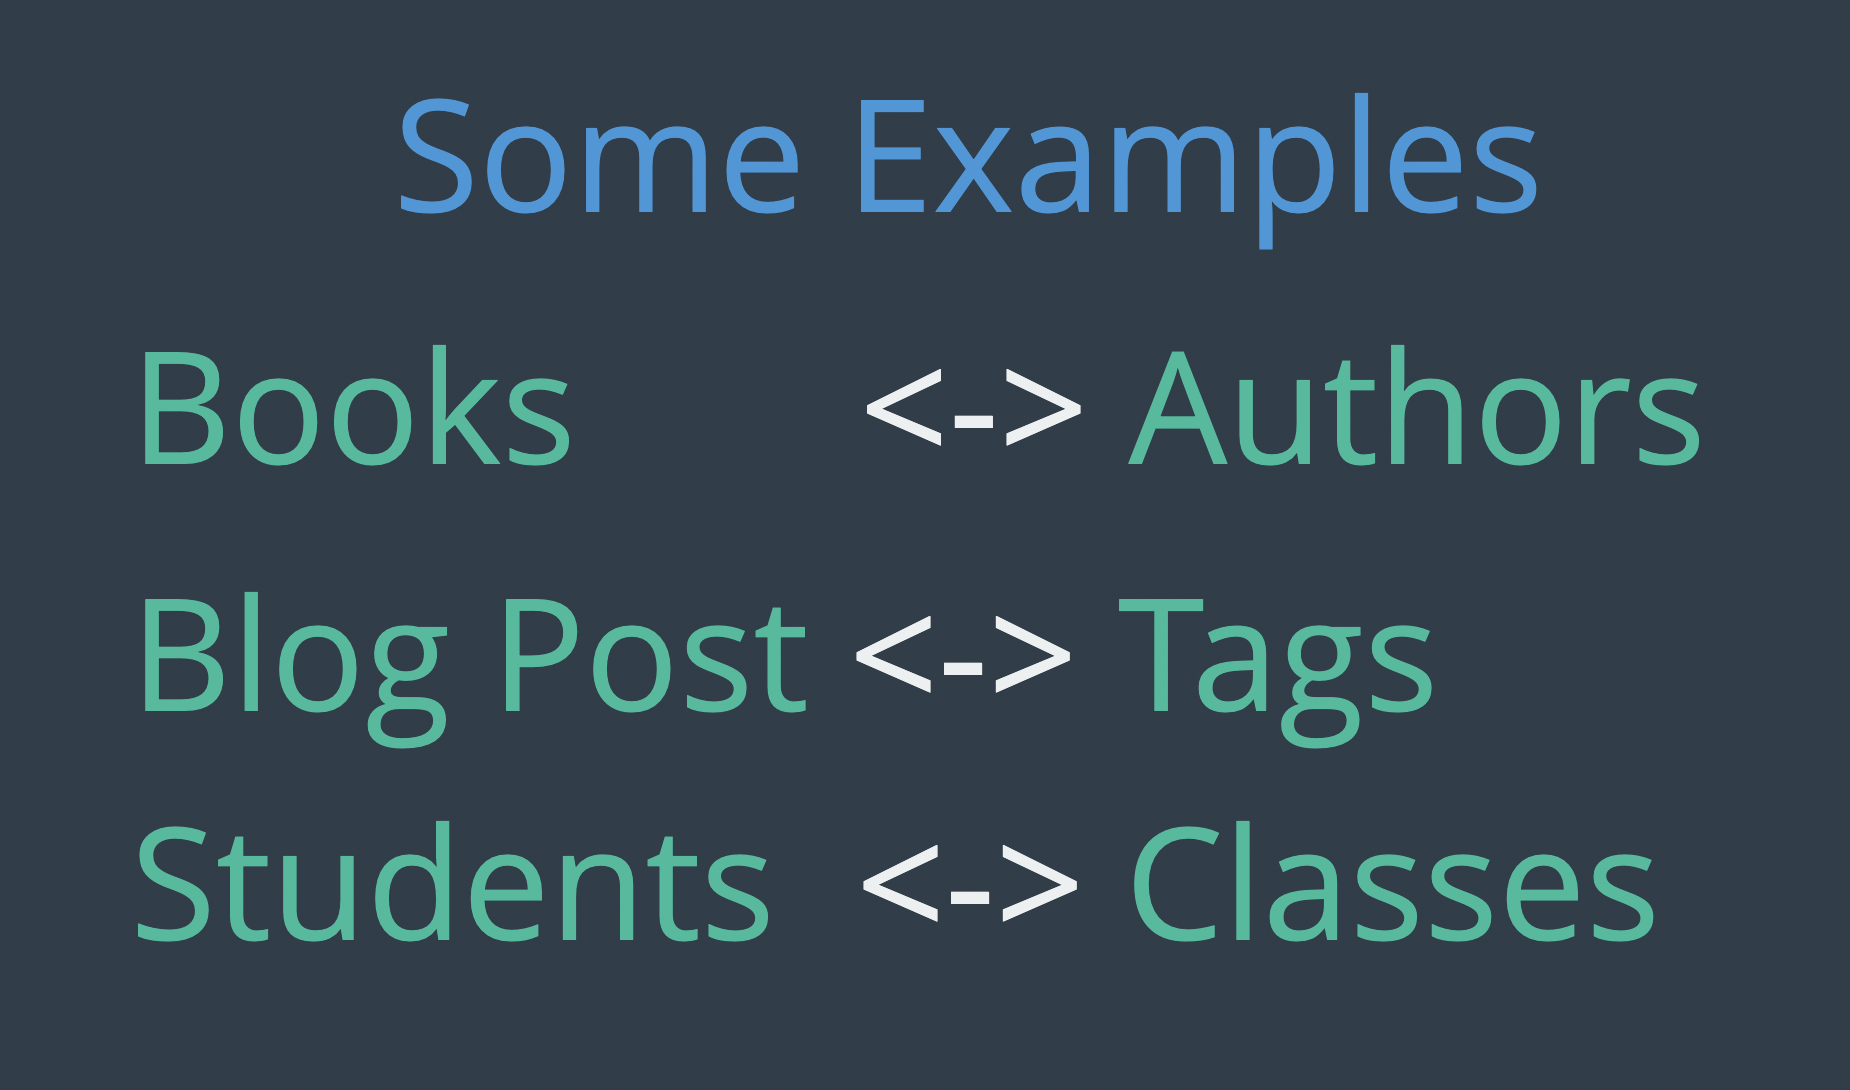 Some Examples
Books <-> Authors
Blog Post <-> Tags
Students <-> Classes